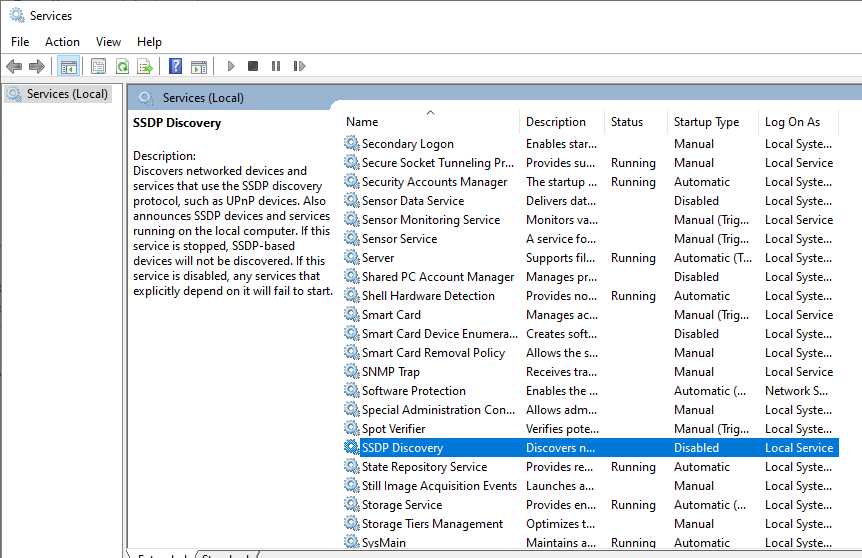 Services
File Action View Help
Services (Local)
Services (Local)
SSDP Discovery
Description:
Discovers networked devices and
services that use the SSDP discovery
protocol, such as UPnP devices. Also
announces SSDP devices and services
running on the local computer. If this
service is stopped, SSDP-based
devices will not be discovered. If this
service is disabled, any services that
explicitly depend on it will fail to start.
Name Description Status Startup Type Log On As
Secondary Logon Enables star... Manual Local Syste...
Secure Socket Tunneling Pr... Provides su... Running Manual Local Service
Security Accounts Manager The startup ... Running Automatic Local Syste...
Sensor Data Service Delivers dat... Disabled Local Syste...
Sensor Monitoring Service Monitors va... Manual (Trig... Local Service
Sensor Service A service fo... Manual (Trig... Local Syste...
Server Supports fil... Running Automatic (T... Local Syste...
Shared PC Account Manager Manages pr... Disabled Local Syste...
Shell Hardware Detection Provides no... Running Automatic Local Syste...
Smart Card Manages ac... Manual (Trig... Local Service
Smart Card Device Enumera... Creates soft... Disabled Local Syste...
Smart Card Removal Policy Allows the s... Manual Local Syste...
SNMP Trap Receives tra... Manual Local Service
Software Protection Enables the ... Automatic (... Network S...
Special Administration Con... Allows adm... Manual Local Syste...
Spot Verifier Verifies pote... Manual (Trig... Local Syste...
SSDP Discovery Discovers n... Disabled Local Service
State Repository Service Provides re... Running Automatic Local Syste...
Still Image Acquisition Events Launches a... Manual Local Syste...
Storage Service Provides en... Running Automatic (... Local Syste...
Storage Tiers Management Optimizes t... Manual Local Syste...
SysMain Maintains a... Running Automatic Local Syste...
Extended Standard